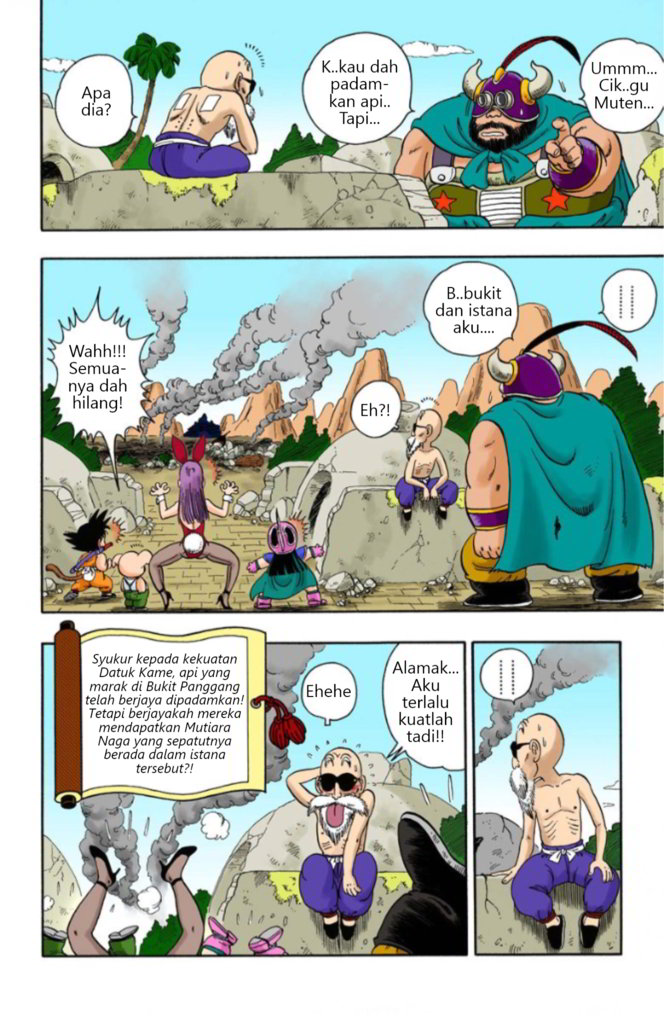 Ummm...
Cik..gu
Muten...
K..kau dah
padam-
kan api..
Tapi...
Apa
dia?
B..bukit
dan istana
aku....
Eh?!
Wahh!!!
Semua-
nya dah
hilang!
Alamak...
Aku
terlalu
kuatlah
tadi!!
Ehehe
Syukur kepada kekuatan
Datuk Kame, api yang
marak di Bukit Panggang
telah berjaya dipadamkan!
Tetapi berjayakah mereka
mendapatkan Mutiara
Naga yang sepatutnya
berada dalam istana
tersebut?!